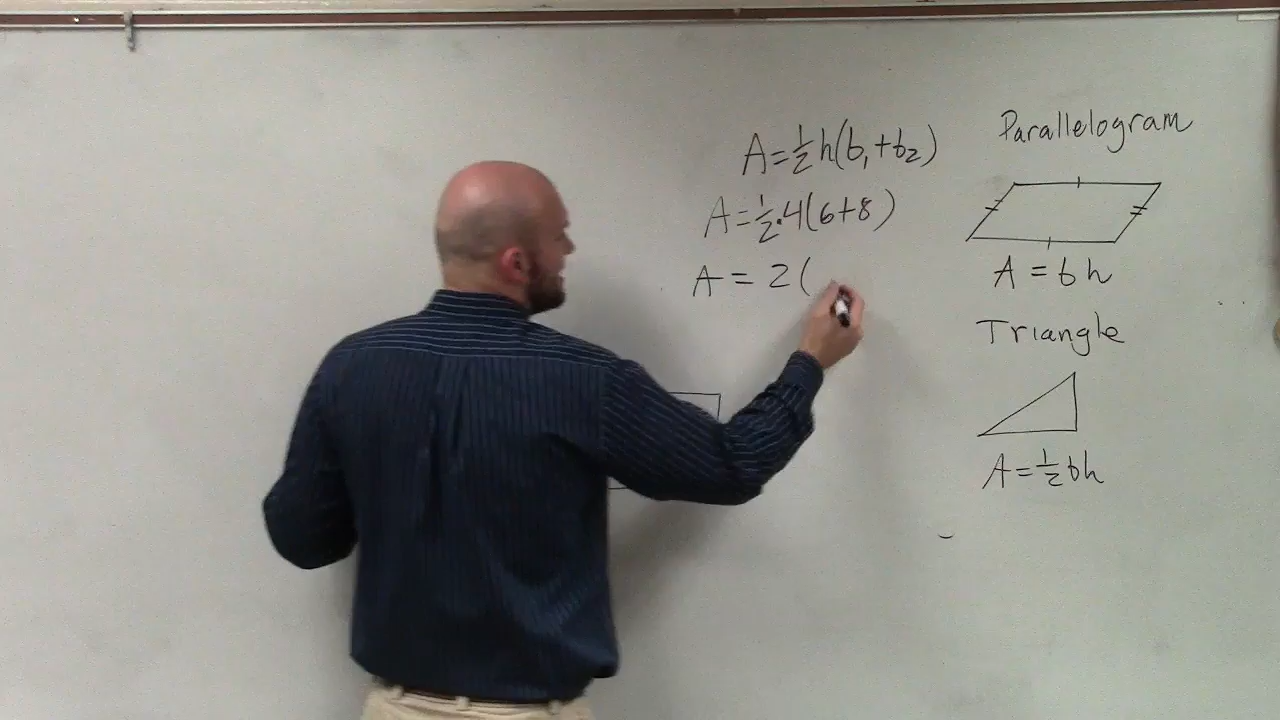 A=½h(b₁+b₂)
A=½·4(6+8)
A = 2(
Parallelogram
A = bh
Triangle
A=½bh